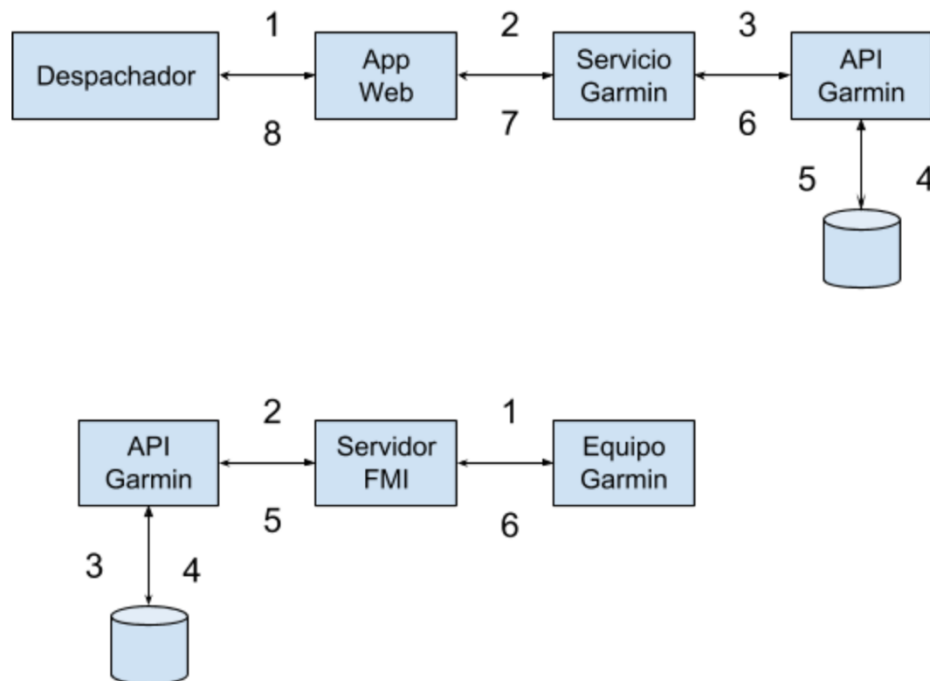 1
2
3
Despachador
App
Web
Servicio
Garmin
API
Garmin
8
7
6
5
4
2
1
API
Garmin
Servidor
FMI
Equipo
Garmin
5
6
3
4